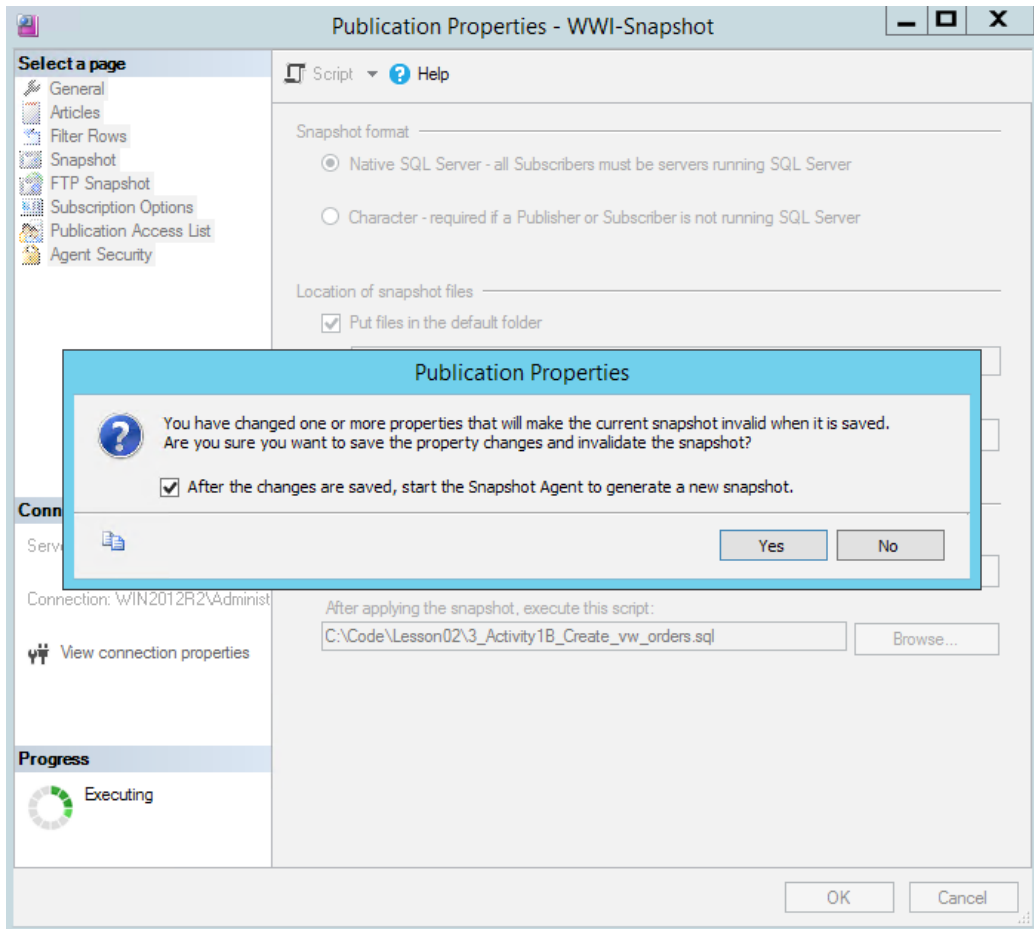 Publication Properties - WWI-Snapshot
Select a page
General
Articles
Filter Rows
Snapshot
FTP Snapshot
Subscription Options
Publication Access List
Agent Security
Script
Help
Snapshot format
Native SQL Server - all Subscribers must be servers running SQL Server
Character - required if a Publisher or Subscriber is not running SQL Server
Location of snapshot files
Put files in the default folder
Publication Properties
You have changed one or more properties that will make the current snapshot invalid when it is saved.
Are you sure you want to save the property changes and invalidate the snapshot?
After the changes are saved, start the Snapshot Agent to generate a new snapshot.
Yes
No
Conn
Serve
Connection: WIN2012R2\Administ
View connection properties
After applying the snapshot, execute this script:
C:\Code\Lesson02\3_Activity1B_Create_vw_orders.sql
Browse...
Progress
Executing
OK
Cancel